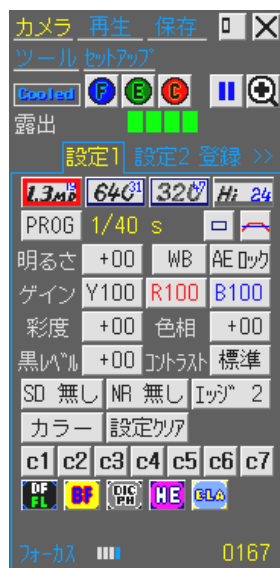 カメラ 再生 保存
ツール セットアップ
Cooled F E C
露出
設定1 設定2 登録 >>
1.3MP 15 640 31 320 Hi 24
PROG 1/40 s
明るさ +00 WB AEロック
ゲイン Y100 R100 B100
彩度 +00 色相 +00
黒レベル +00 コントラスト 標準
SD 無し NR 無し エッジ 2
カラー 設定クリア
c1 c2 c3 c4 c5 c6 c7
DF FL BF DIC PH HE
フォーカス 0167